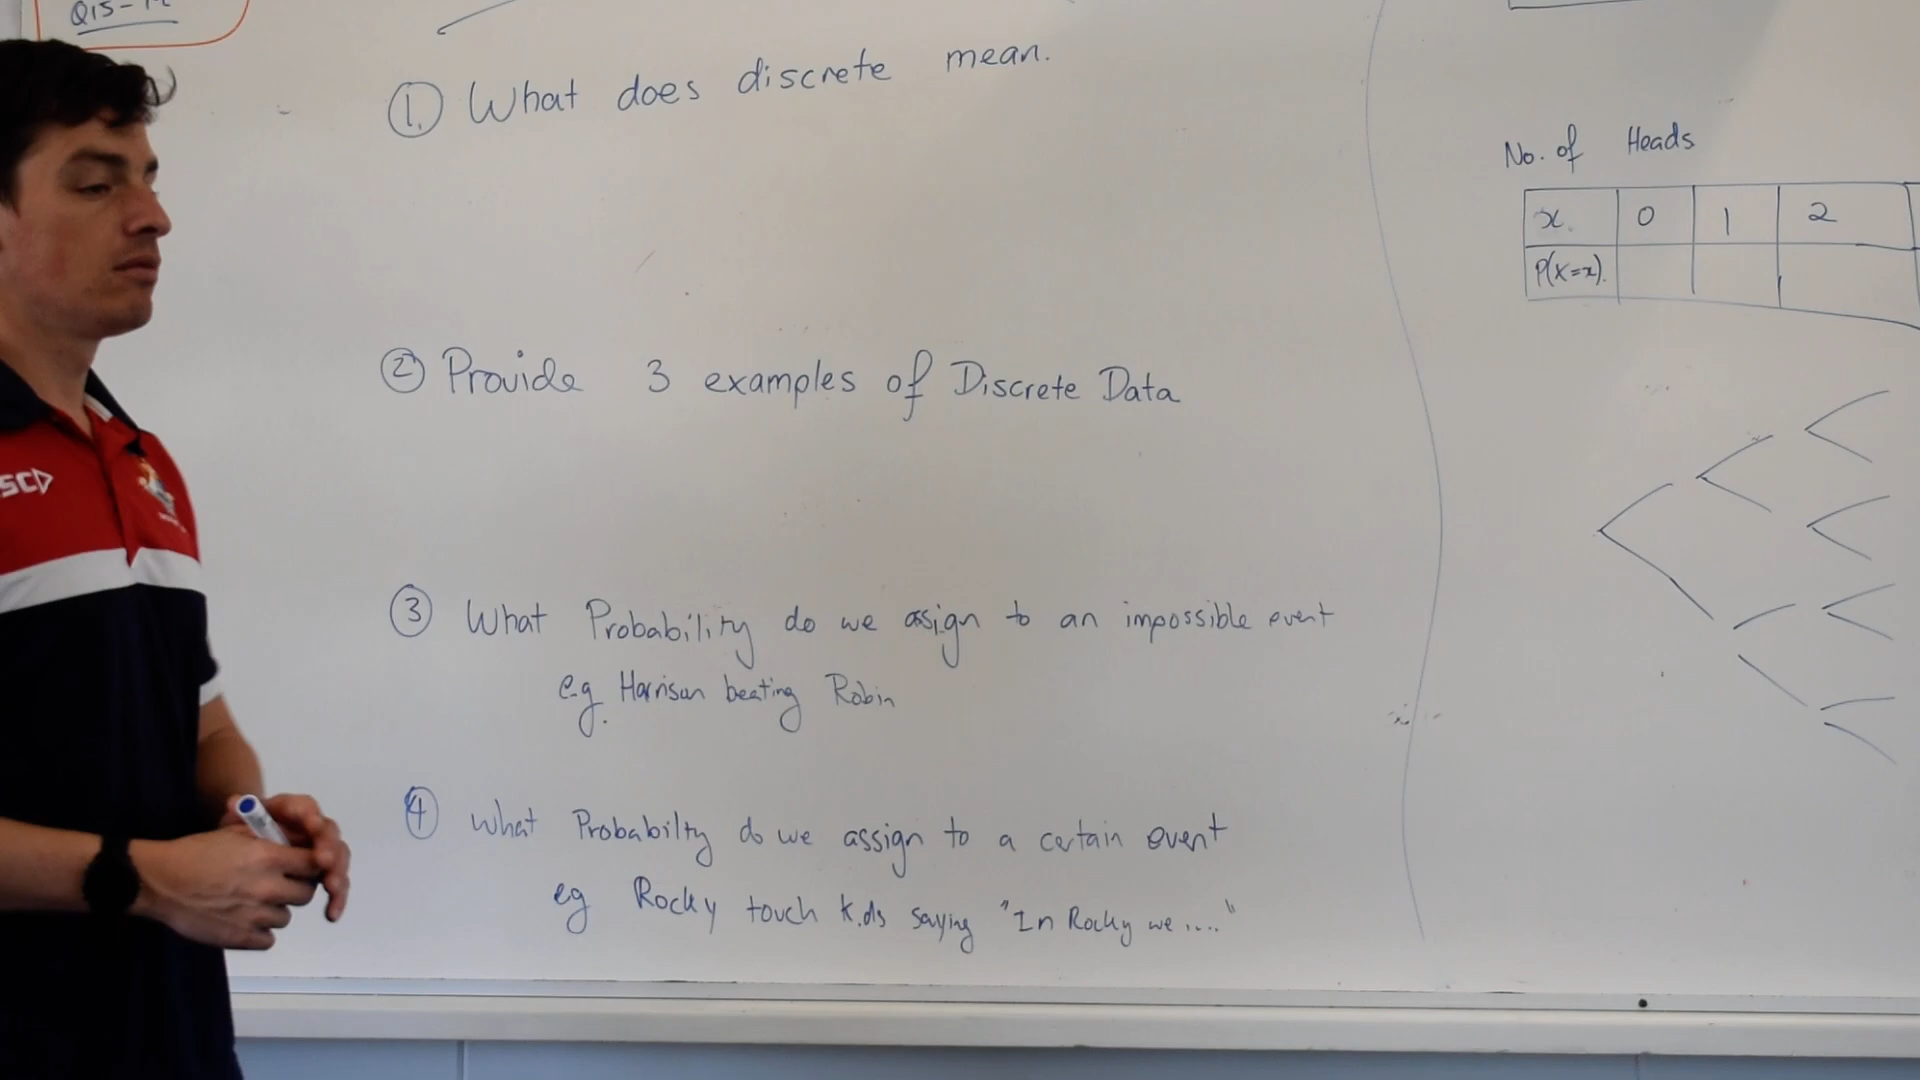 ① What does discrete mean.
② Provide 3 examples of Discrete Data
③ What Probability do we assign to an impossible event
e.g. Harrison beating Robin
④ What Probabilty do we assign to a certain event
eg Rocky touch kids saying "In Rocky we ...."
No. of Heads
x 0 1 2
P(X=x).
ISC